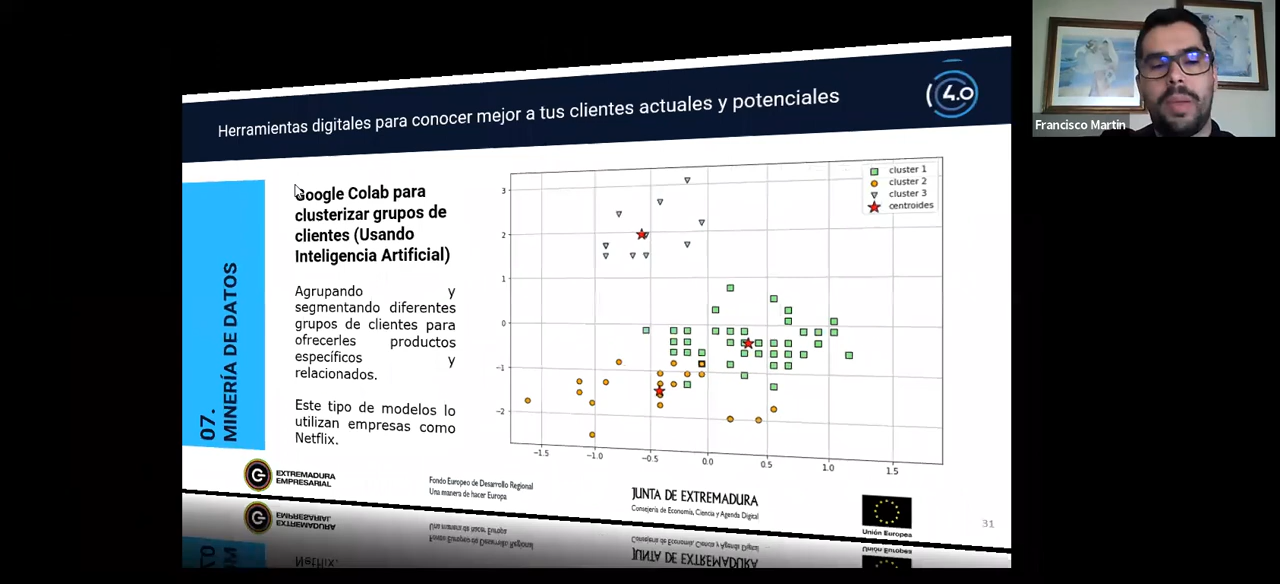 Herramientas digitales para conocer mejor a tus clientes actuales y potenciales
4.0
Francisco Martin
07.
MINERÍA DE DATOS
Google Colab para
clusterizar grupos de
clientes (Usando
Inteligencia Artificial)
Agrupando y
segmentando diferentes
grupos de clientes para
ofrecerles productos
específicos y
relacionados.
Este tipo de modelos lo
utilizan empresas como
Netflix.
cluster 1
cluster 2
cluster 3
centroides
3
2
1
0
−1
−2
−1.5
−1.0
−0.5
0.0
0.5
1.0
1.5
EXTREMADURA
EMPRESARIAL
Fondo Europeo de Desarrollo Regional
Una manera de hacer Europa
JUNTA DE EXTREMADURA
Consejería de Economía, Ciencia y Agenda Digital
Unión Europea
31